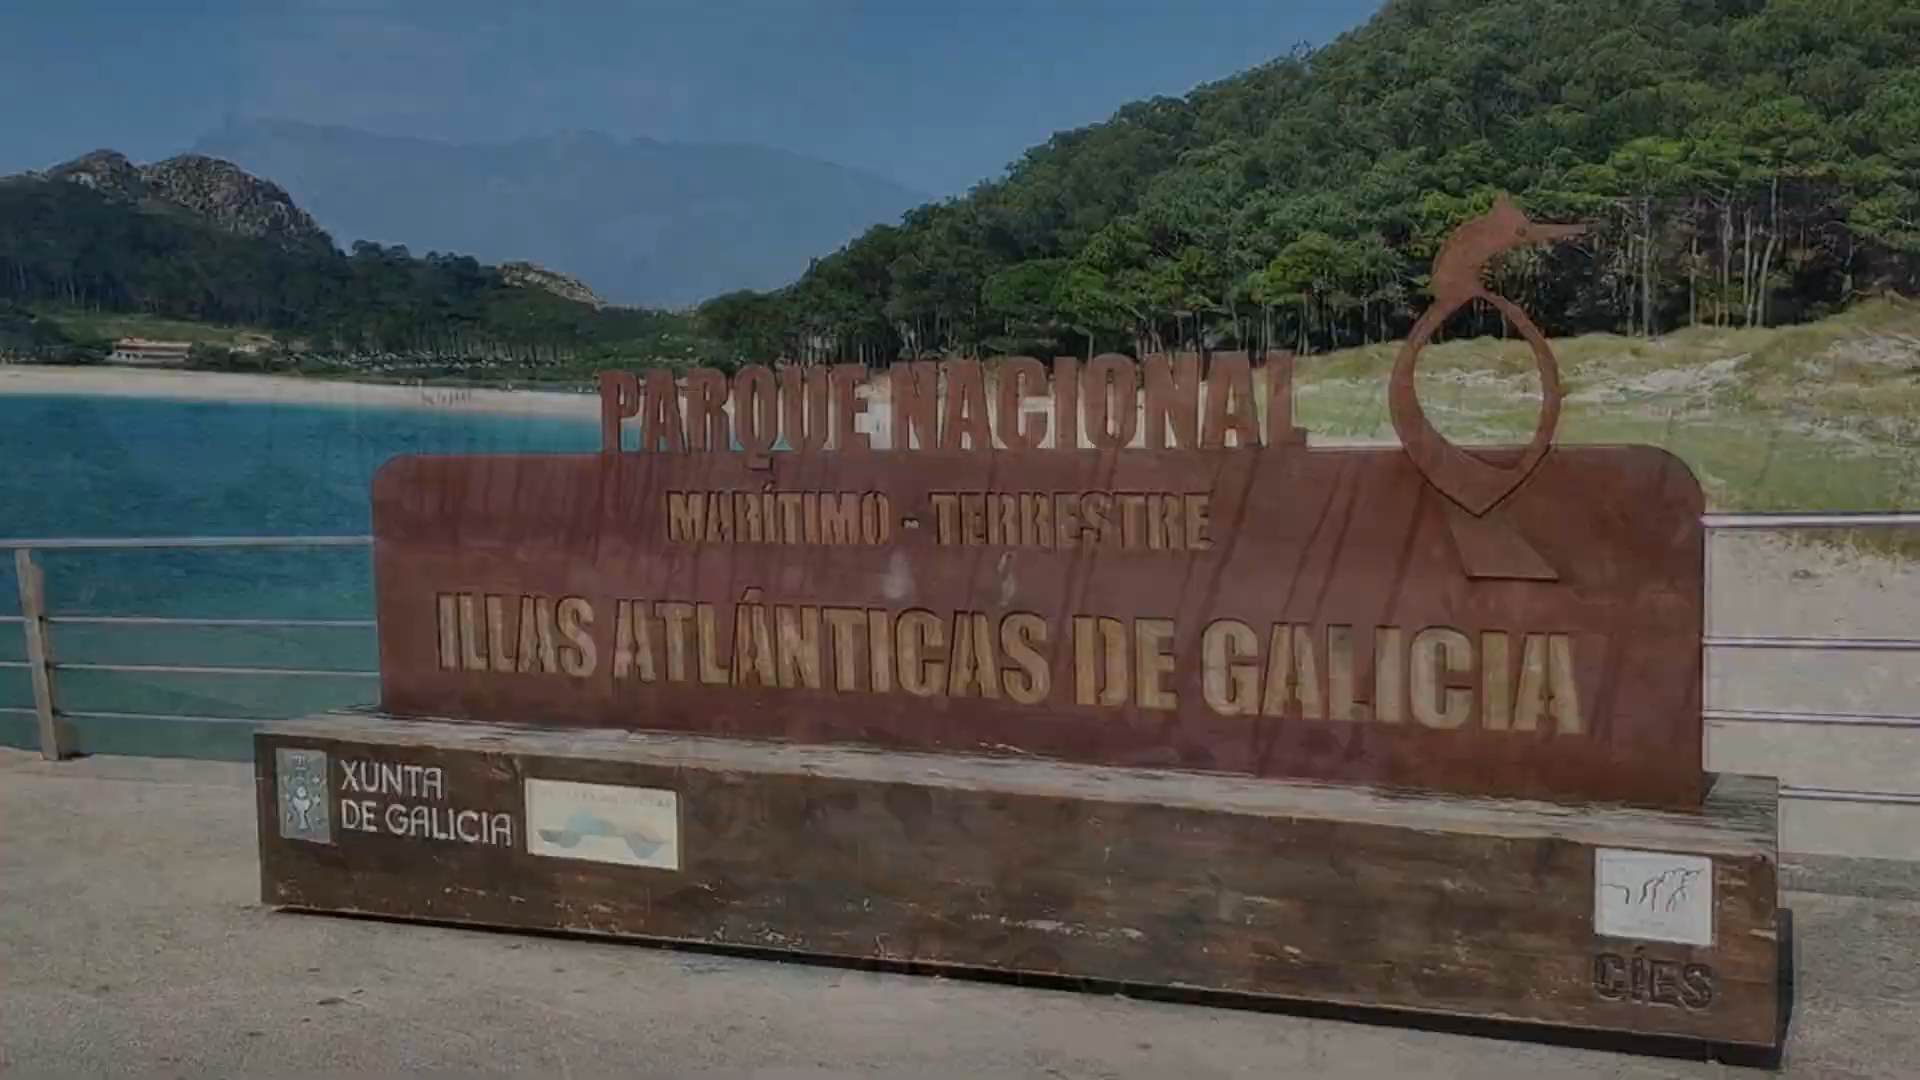 PARQUE NACIONAL
MARÍTIMO - TERRESTRE
ILLAS ATLÁNTICAS DE GALICIA
XUNTA
DE GALICIA
CÍES